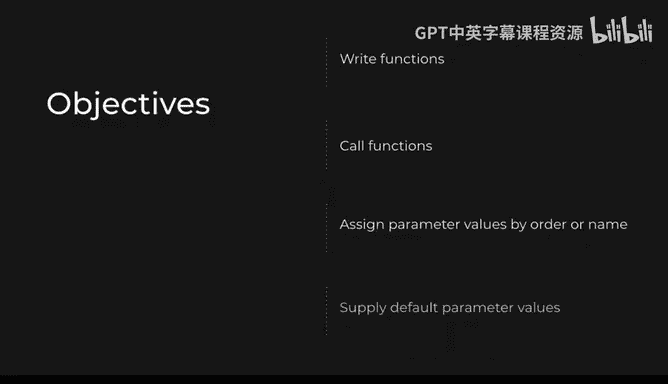 GPT中英字幕课程资源 bilibili
Write functions
Objectives
Call functions
Assign parameter values by order or name
Supply default parameter values